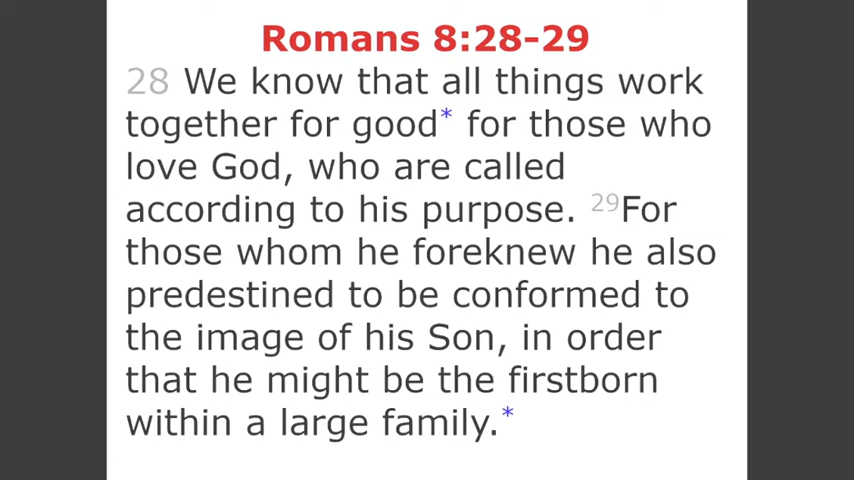 Romans 8:28-29
28 We know that all things work
together for good* for those who
love God, who are called
according to his purpose. 29For
those whom he foreknew he also
predestined to be conformed to
the image of his Son, in order
that he might be the firstborn
within a large family.*